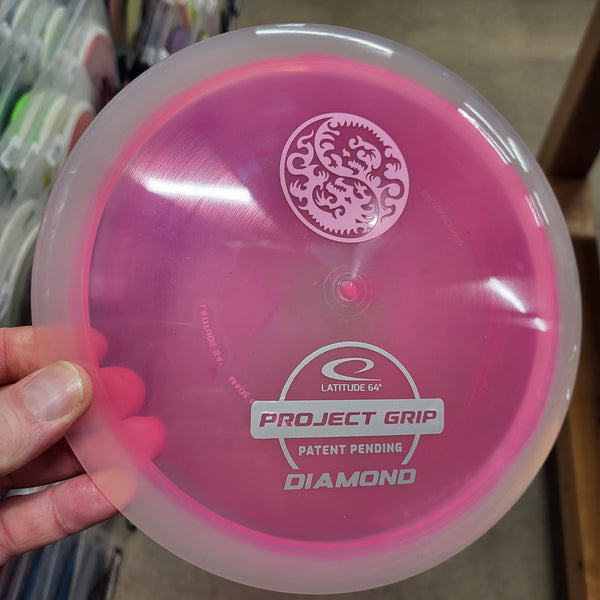 LATITUDE 64°
PROJECT GRIP
PATENT PENDING
DIAMOND